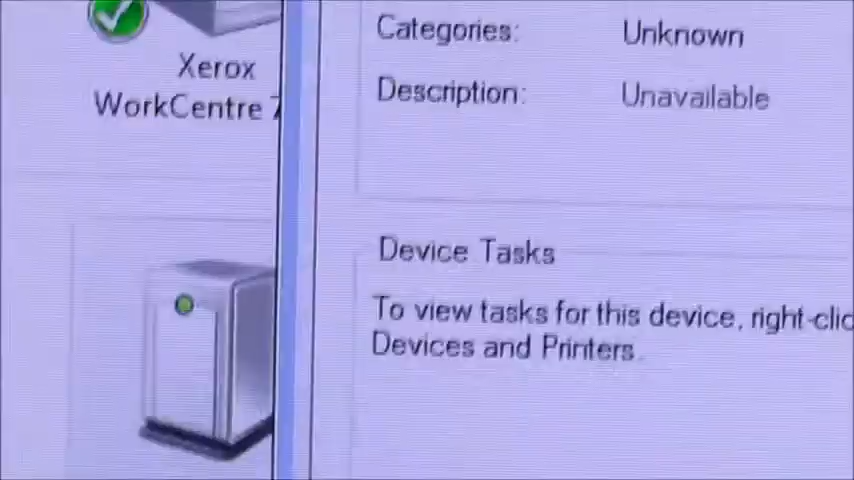 Xerox
WorkCentre 7
Categories: Unknown
Description: Unavailable
Device Tasks
To view tasks for this device, right-clic
Devices and Printers.